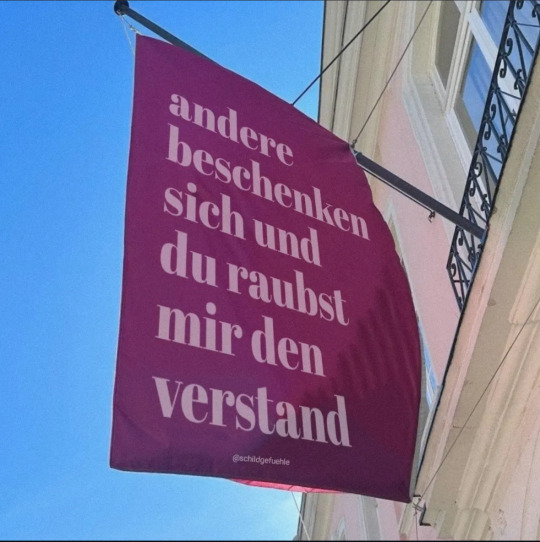 andere
beschenken
sich und
du raubst
mir den
verstand
@schildgefuehle